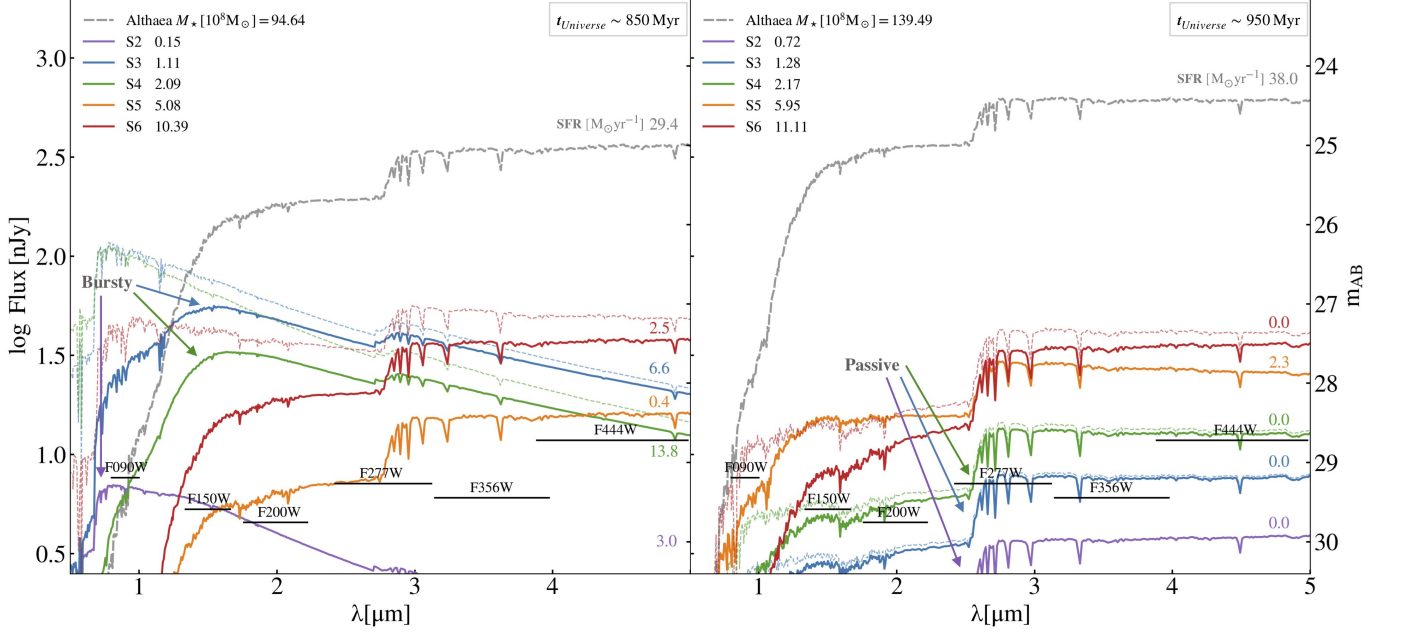 Althaea M⋆ [10⁸M⊙] = 94.64
S2 0.15
S3 1.11
S4 2.09
S5 5.08
S6 10.39
t_Universe ~ 850 Myr
SFR [M⊙yr⁻¹] 29.4
Bursty
2.5
6.6
0.4
F444W
13.8
F090W
F277W
F150W
F356W
F200W
3.0
3.0
2.5
2.0
1.5
1.0
0.5
log Flux [nJy]
1 2 3 4
λ[μm]
Althaea M⋆ [10⁸M⊙] = 139.49
S2 0.72
S3 1.28
S4 2.17
S5 5.95
S6 11.11
t_Universe ~ 950 Myr
SFR [M⊙yr⁻¹] 38.0
0.0
2.3
Passive
0.0
F444W
0.0
F090W
F277W
F150W
F356W
F200W
0.0
24
25
26
27
28
29
30
m_AB
1 2 3 4 5
λ[μm]